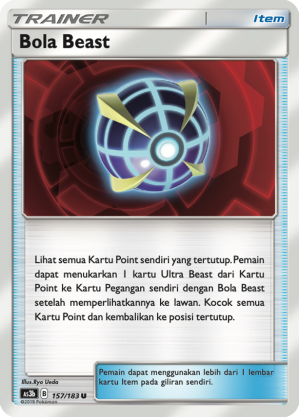 TRAINER Item
Bola Beast
Lihat semua Kartu Point sendiri yang tertutup. Pemain
dapat menukarkan 1 kartu Ultra Beast dari Kartu Point
ke Kartu Pegangan sendiri dengan Bola Beast
setelah memperlihatkannya ke lawan. Kocok semua
Kartu Point dan kembalikan ke posisi tertutup.
Illus.Ryo Ueda
AS3b B 157/183 U
©2019 Pokémon
Pemain dapat menggunakan lebih dari 1 lembar
kartu Item pada giliran sendiri.